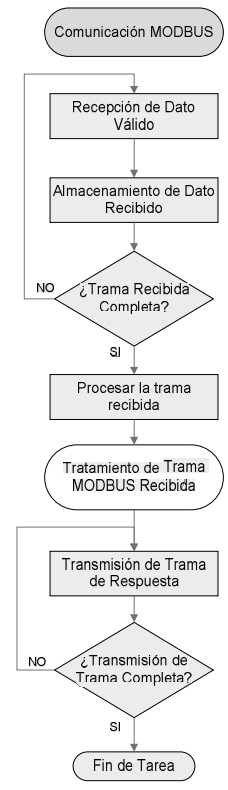 Comunicación MODBUS
Recepción de Dato
Válido
Almacenamiento de Dato
Recibido
¿Trama Recibida
Completa?
NO
SI
Procesar la trama
recibida
Tratamiento de Trama
MODBUS Recibida
Transmisión de Trama
de Respuesta
¿Transmisión de
Trama Completa?
NO
SI
Fin de Tarea